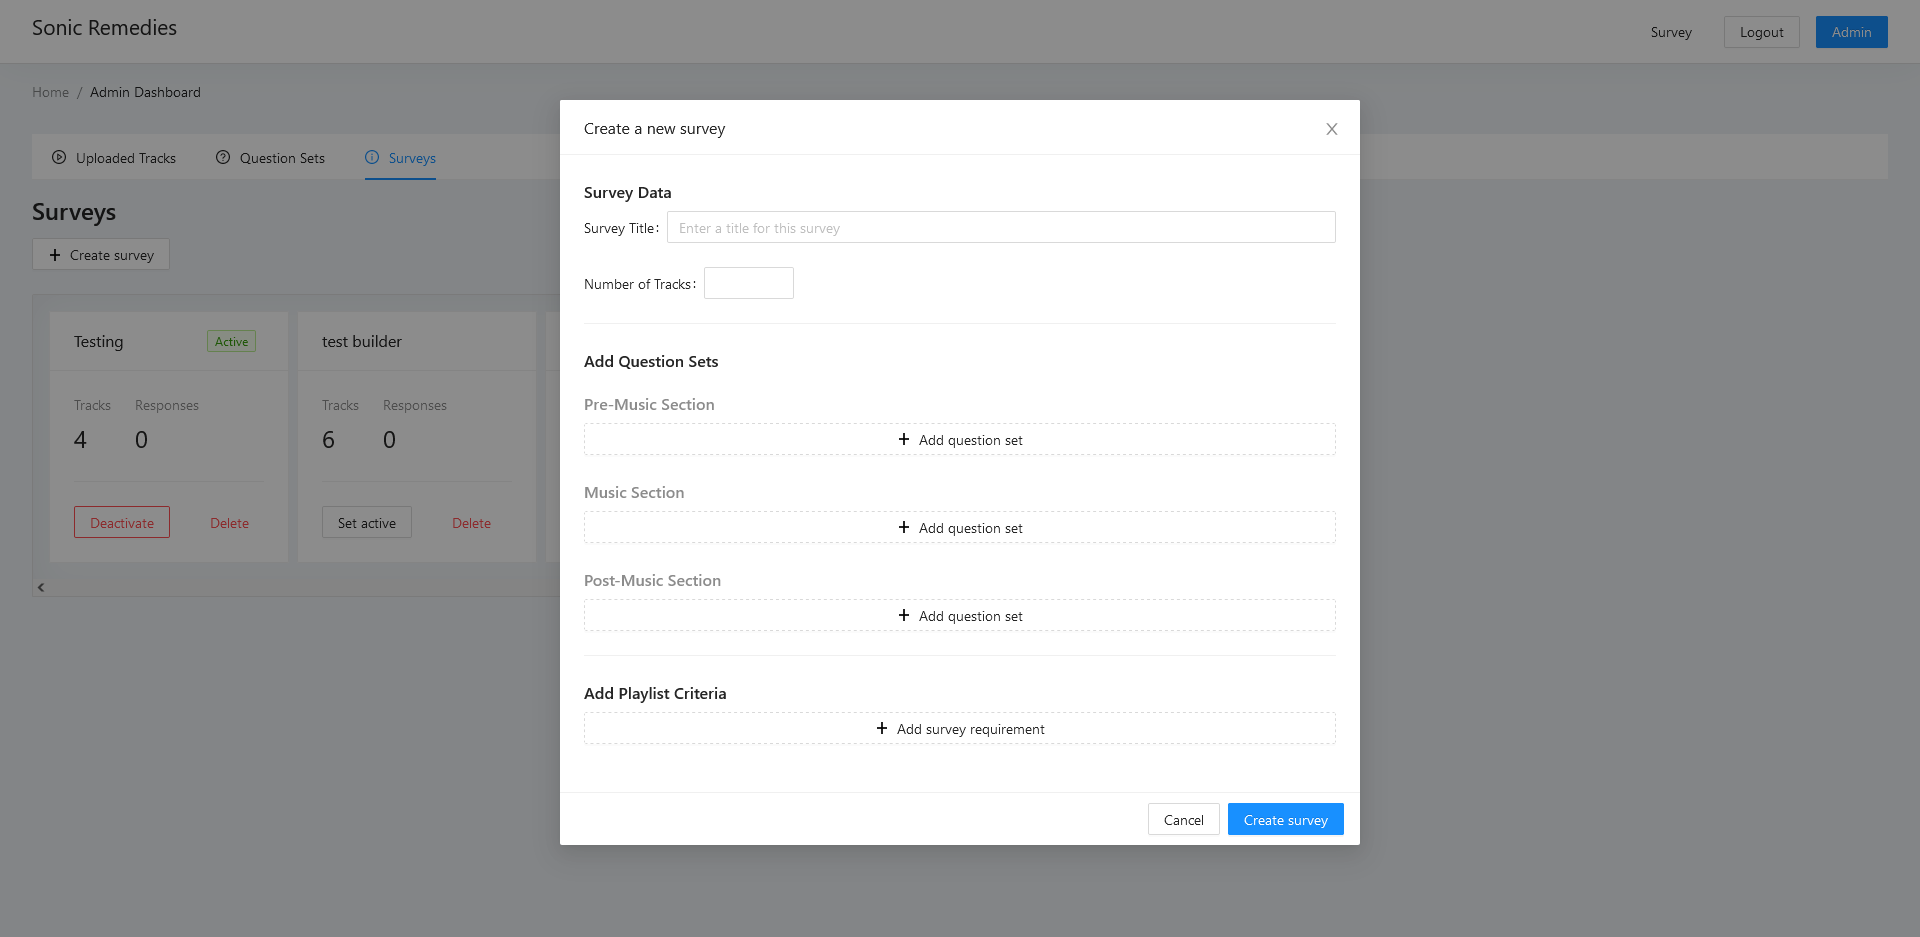 Sonic Remedies
Survey
Logout
Admin
Home / Admin Dashboard
Uploaded Tracks
Question Sets
Surveys
Surveys
+ Create survey
Testing
Active
Tracks
Responses
4
0
Deactivate
Delete
test builder
Tracks
Responses
6
0
Set active
Delete
Create a new survey
Survey Data
Survey Title:
Enter a title for this survey
Number of Tracks:
Add Question Sets
Pre-Music Section
+ Add question set
Music Section
+ Add question set
Post-Music Section
+ Add question set
Add Playlist Criteria
+ Add survey requirement
Cancel
Create survey